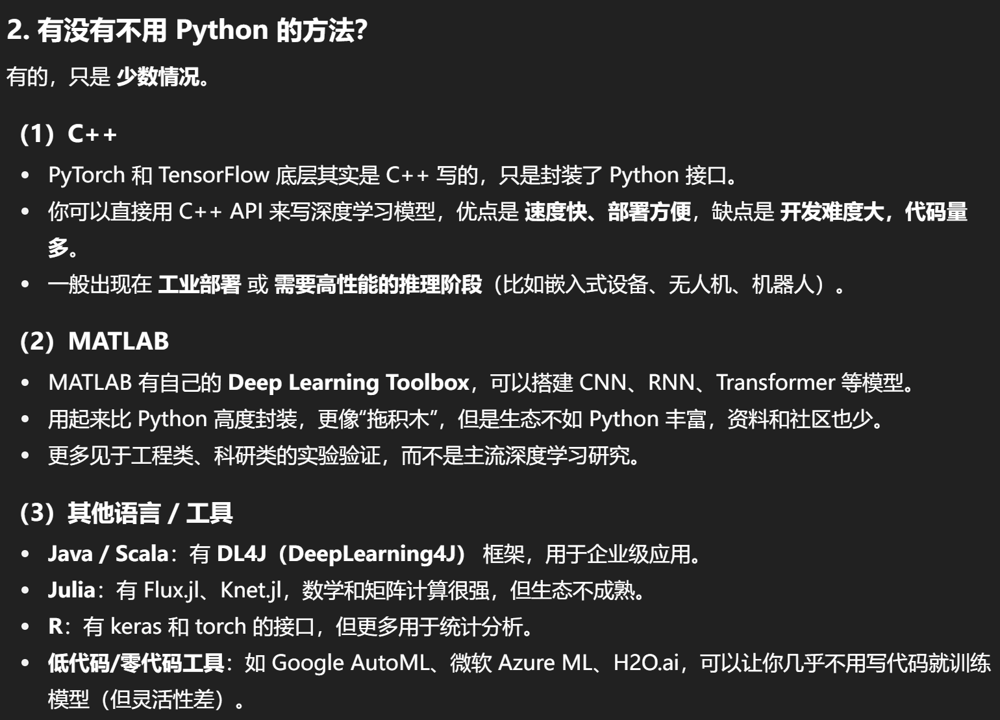 2. 有没有不用 Python 的方法？
有的，只是 少数情况。
（1）C++
• PyTorch 和 TensorFlow 底层其实是 C++ 写的，只是封装了 Python 接口。
• 你可以直接用 C++ API 来写深度学习模型，优点是 速度快、部署方便，缺点是 开发难度大，代码量
多。
• 一般出现在 工业部署 或 需要高性能的推理阶段（比如嵌入式设备、无人机、机器人）。
（2）MATLAB
• MATLAB 有自己的 Deep Learning Toolbox，可以搭建 CNN、RNN、Transformer 等模型。
• 用起来比 Python 高度封装，更像“拖积木”，但是生态不如 Python 丰富，资料和社区也少。
• 更多见于工程类、科研类的实验验证，而不是主流深度学习研究。
（3）其他语言 / 工具
• Java / Scala：有 DL4J（DeepLearning4J） 框架，用于企业级应用。
• Julia：有 Flux.jl、Knet.jl，数学和矩阵计算很强，但生态不成熟。
• R：有 keras 和 torch 的接口，但更多用于统计分析。
• 低代码/零代码工具：如 Google AutoML、微软 Azure ML、H2O.ai，可以让你几乎不用写代码就训练
模型（但灵活性差）。